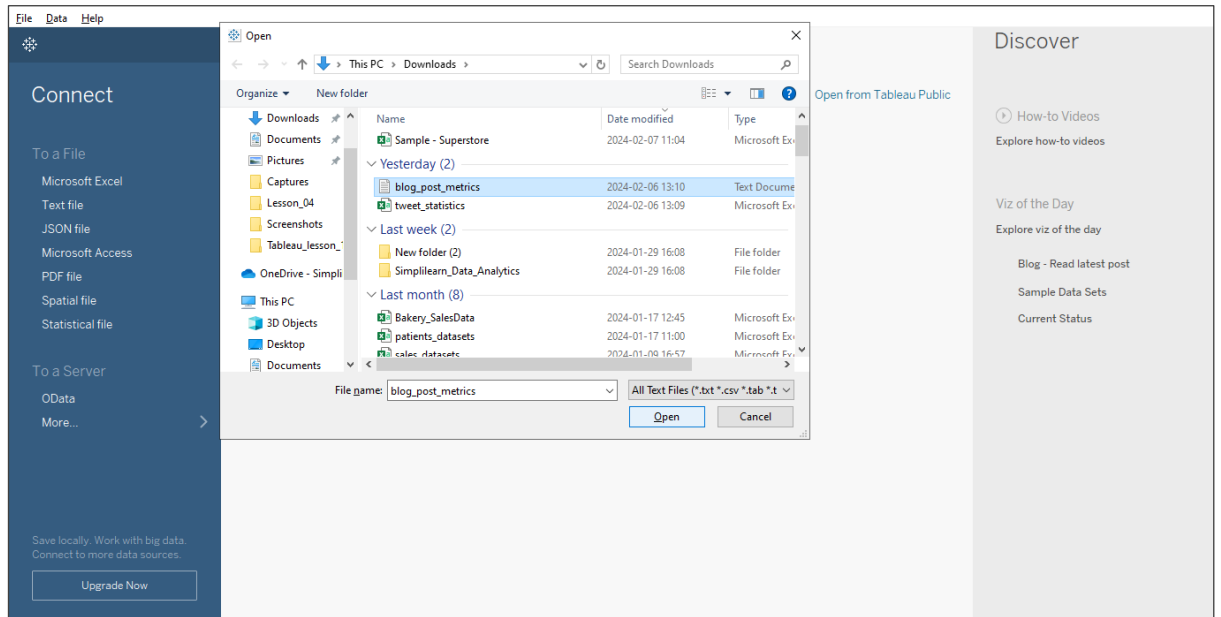 File Data Help
Connect
To a File
Microsoft Excel
Text file
JSON file
Microsoft Access
PDF file
Spatial file
Statistical file
To a Server
OData
More...
Save locally. Work with big data.
Connect to more data sources.
Upgrade Now
Open
This PC > Downloads >
Search Downloads
Organize New folder
Downloads
Documents
Pictures
Captures
Lesson_04
Screenshots
Tableau_lesson_
OneDrive - Simpli
This PC
3D Objects
Desktop
Documents
Name Date modified Type
Sample - Superstore 2024-02-07 11:04 Microsoft Ex
Yesterday (2)
blog_post_metrics 2024-02-06 13:10 Text Docume
tweet_statistics 2024-02-06 13:09 Microsoft Ex
Last week (2)
New folder (2) 2024-01-29 16:08 File folder
Simplilearn_Data_Analytics 2024-01-29 16:08 File folder
Last month (8)
Bakery_SalesData 2024-01-17 12:45 Microsoft Ex
patients_datasets 2024-01-17 11:00 Microsoft Ex
sales_datasets 2024-01-09 16:57 Microsoft Ex
File name: blog_post_metrics All Text Files (*.txt *.csv *.tab *.t
Open Cancel
Open from Tableau Public
Discover
How-to Videos
Explore how-to videos
Viz of the Day
Explore viz of the day
Blog - Read latest post
Sample Data Sets
Current Status